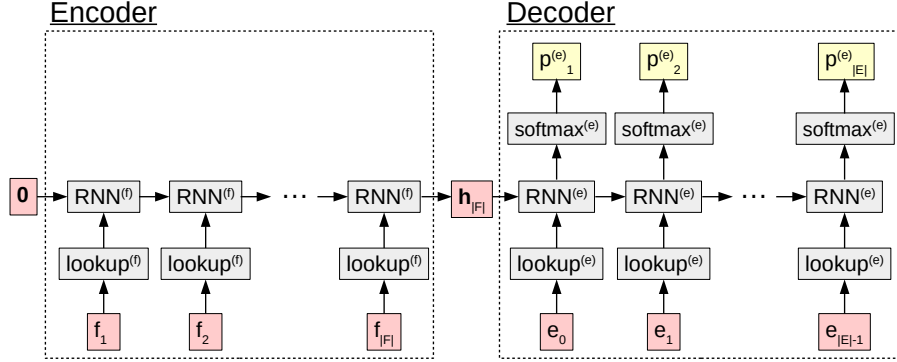 Encoder
Decoder
p(e)1 p(e)2 p(e)|E|
softmax(e) softmax(e) softmax(e)
0 RNN(f) RNN(f) ··· RNN(f) h|F| RNN(e) RNN(e) ··· RNN(e)
lookup(f) lookup(f) lookup(f) lookup(e) lookup(e) lookup(e)
f1 f2 f|F| e0 e1 e|E|-1